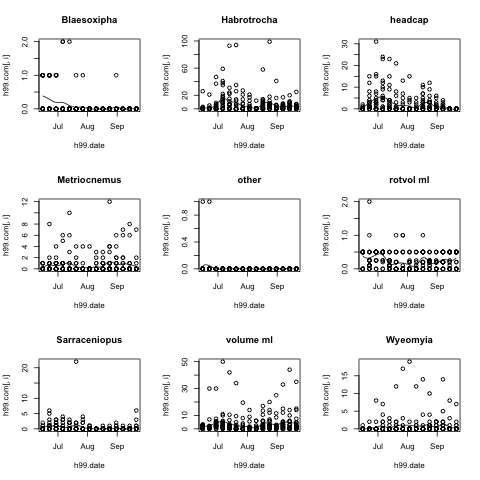 Blaesoxipha
h99.com[, i]
0.0 1.0 2.0
Jul Aug Sep
h99.date
Habrotrocha
h99.com[, i]
0 20 60 100
Jul Aug Sep
h99.date
headcap
h99.com[, i]
0 10 20 30
Jul Aug Sep
h99.date
Metriocnemus
h99.com[, i]
0 2 4 6 8 12
Jul Aug Sep
h99.date
other
h99.com[, i]
0.0 0.4 0.8
Jul Aug Sep
h99.date
rotvol ml
h99.com[, i]
0.0 1.0 2.0
Jul Aug Sep
h99.date
Sarraceniopus
h99.com[, i]
0 5 10 20
Jul Aug Sep
h99.date
volume ml
h99.com[, i]
0 10 30 50
Jul Aug Sep
h99.date
Wyeomyia
h99.com[, i]
0 5 10 15
Jul Aug Sep
h99.date